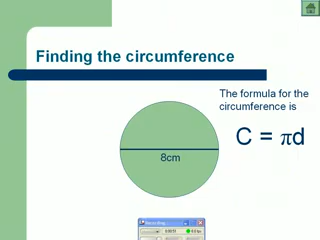 Finding the circumference
The formula for the
circumference is
C = πd
8cm